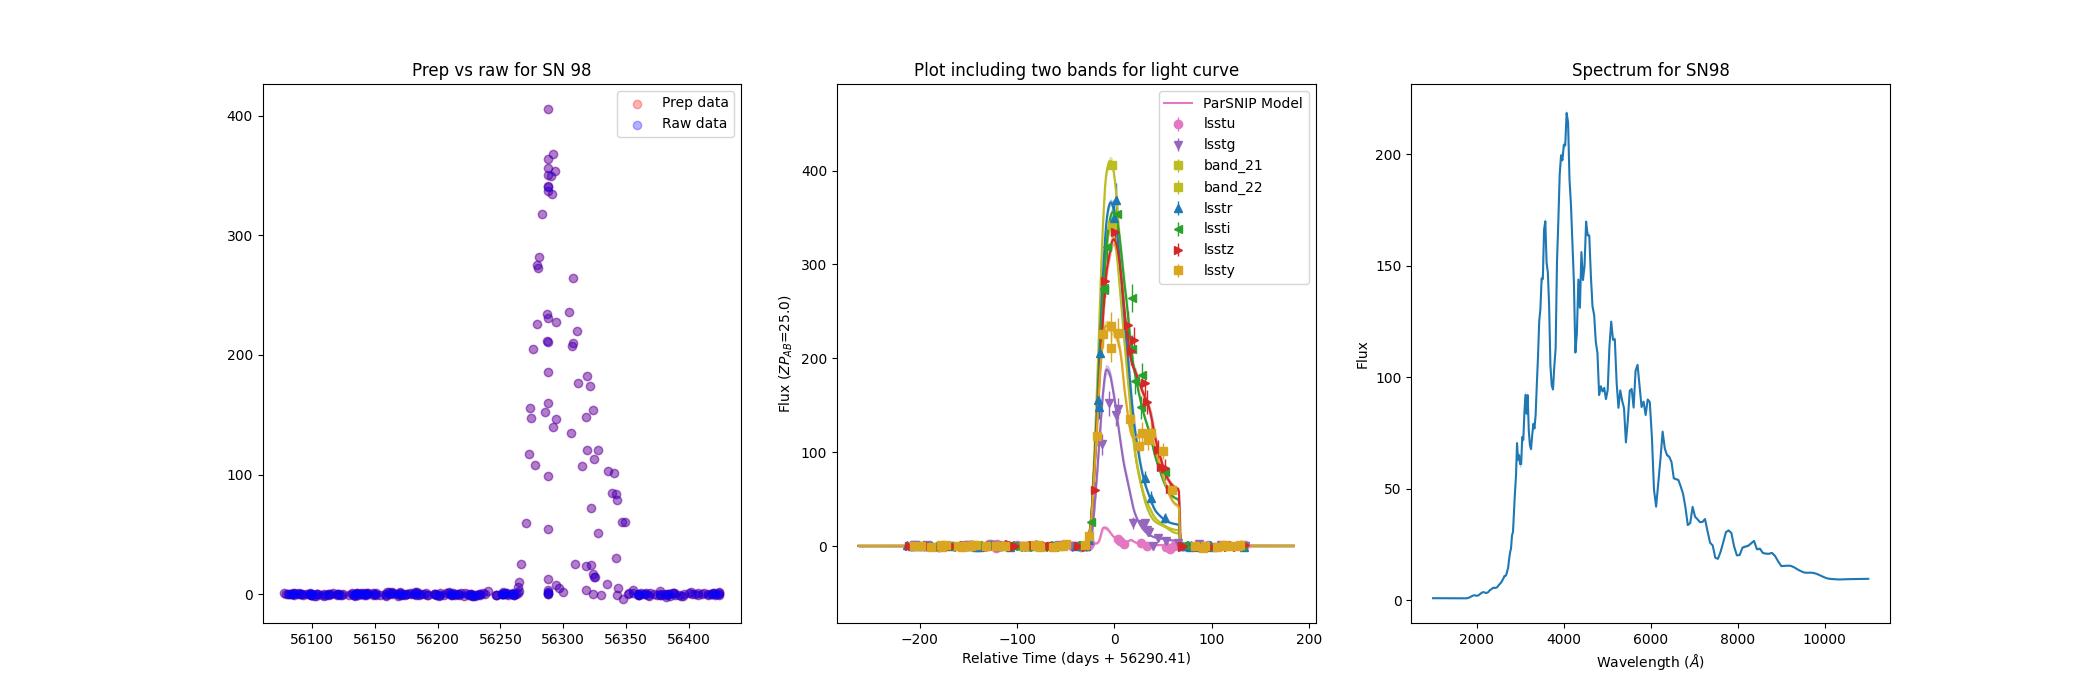 Prep vs raw for SN 98
Prep data
Raw data
400
300
200
100
0
56100 56150 56200 56250 56300 56350 56400
Plot including two bands for light curve
ParSNIP Model
lsstu
lsstg
band_21
band_22
lsstr
lssti
lsstz
lssty
Flux (ZP_AB=25.0)
400
300
200
100
0
−200 −100 0 100 200
Relative Time (days + 56290.41)
Spectrum for SN98
Flux
200
150
100
50
0
2000 4000 6000 8000 10000
Wavelength (Å)